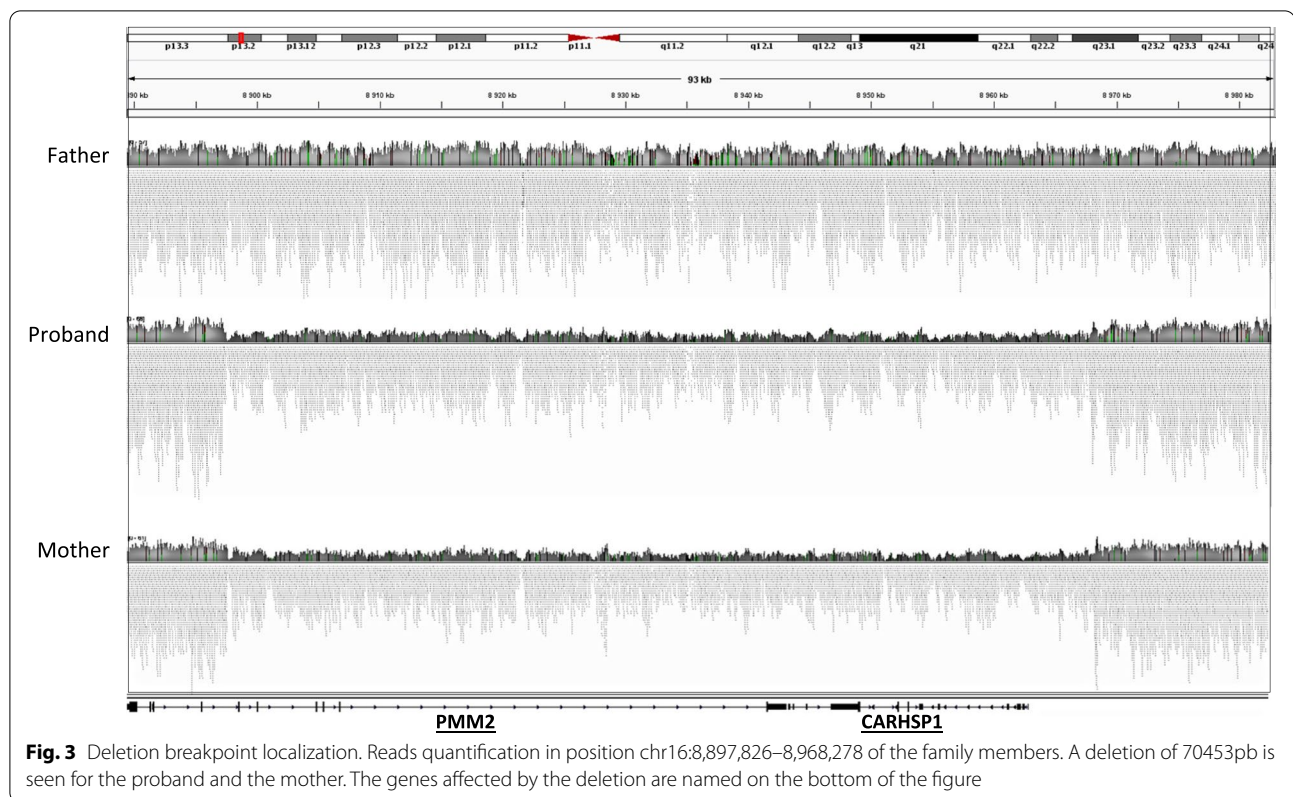 p13.3 p13.2 p13.12 p12.3 p12.2 p12.1 p11.2 p11.1 q11.2 q12.1 q12.2 q13 q21 q22.1 q22.2 q23.1 q23.2 q23.3 q24.1 q24
93 kb
890 kb 8 900 kb 8 910 kb 8 920 kb 8 930 kb 8 940 kb 8 950 kb 8 960 kb 8 970 kb 8 980 kb
Father
Proband
Mother
PMM2 CARHSP1
Fig. 3 Deletion breakpoint localization. Reads quantification in position chr16:8,897,826–8,968,278 of the family members. A deletion of 70453pb is
seen for the proband and the mother. The genes affected by the deletion are named on the bottom of the figure